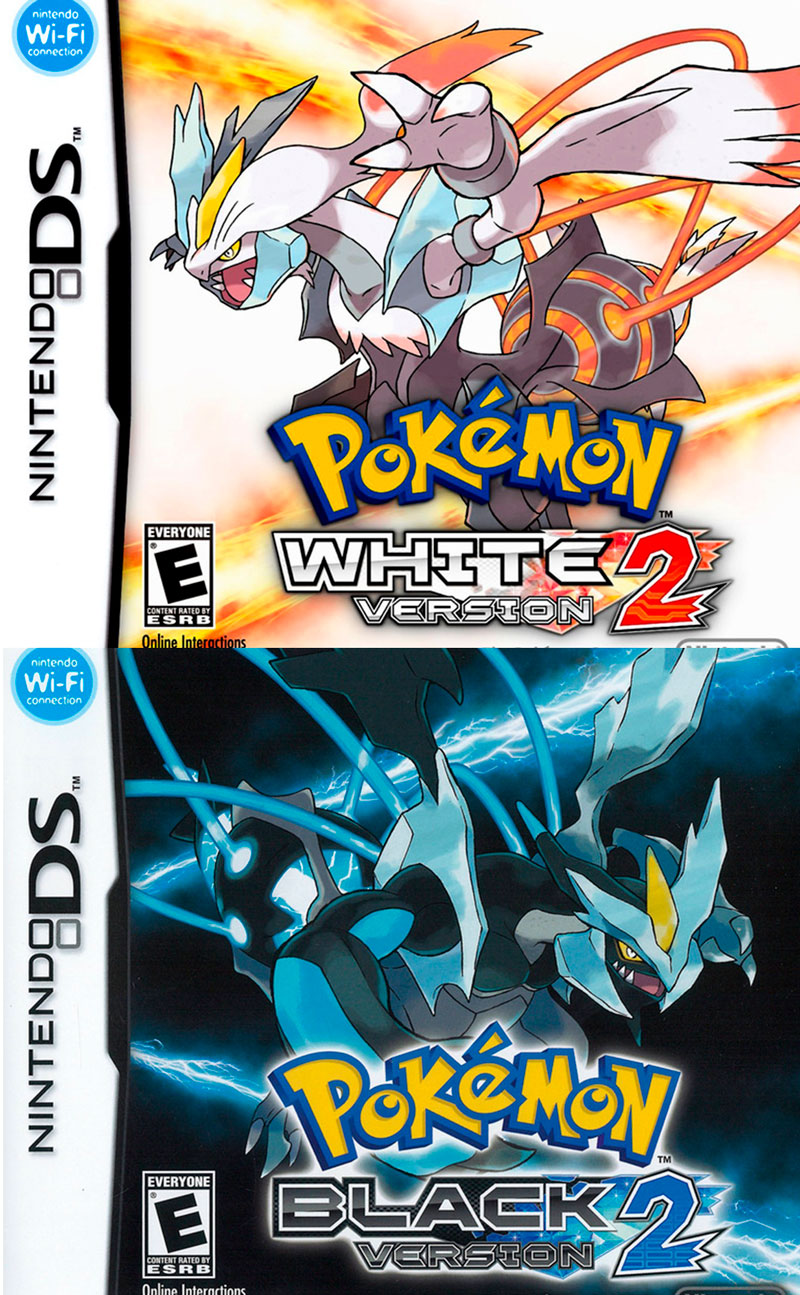 nintendo
Wi-Fi
connection
NINTENDO DS™
POKéMON
™
WHITE
VERSION 2
EVERYONE
E
®
CONTENT RATED BY
ESRB
Online Interactions
nintendo
Wi-Fi
connection
NINTENDO DS™
POKéMON
™
BLACK
VERSION 2
EVERYONE
E
®
CONTENT RATED BY
ESRB
Online Interactions